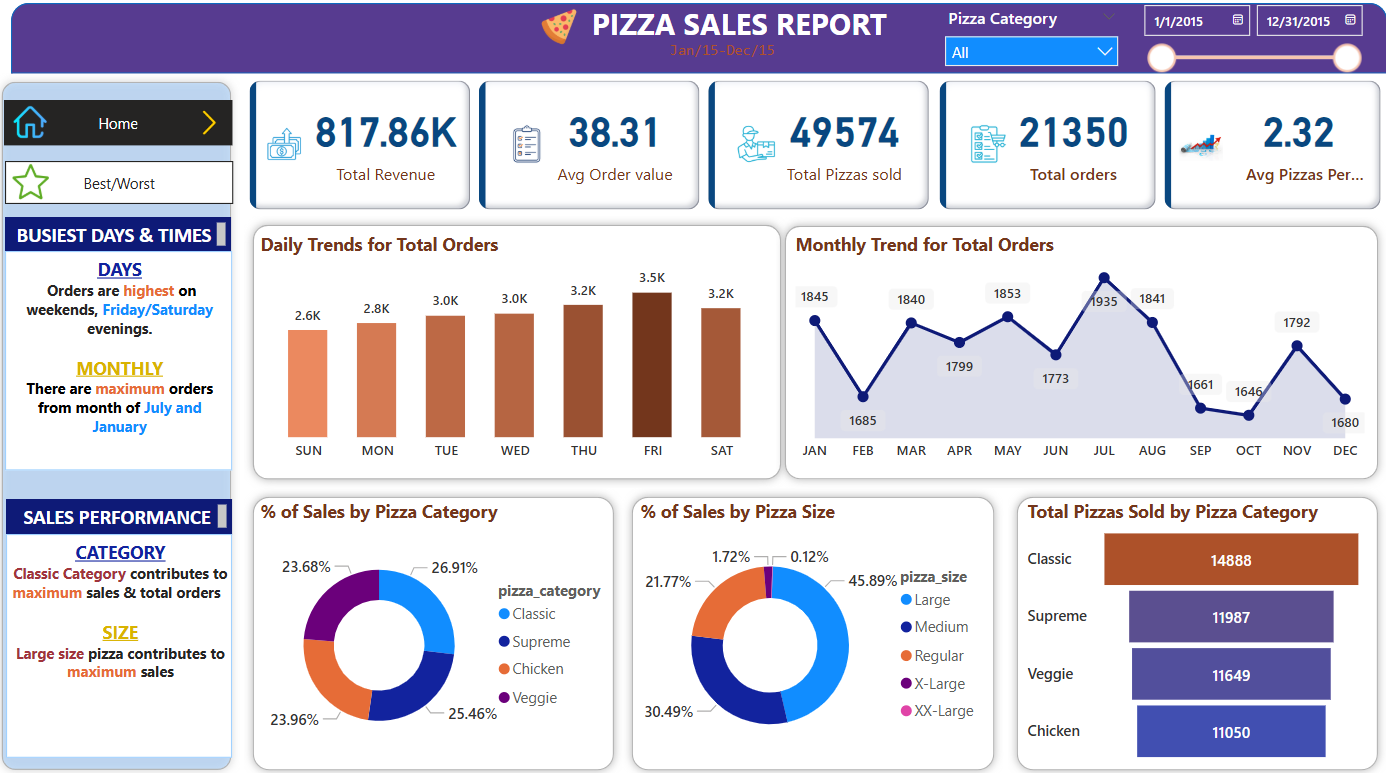 PIZZA SALES REPORT
Jan/15-Dec/15
Pizza Category
All
1/1/2015
12/31/2015
Home
Best/Worst
BUSIEST DAYS & TIMES
DAYS
Orders are highest on
weekends, Friday/Saturday
evenings.
MONTHLY
There are maximum orders
from month of July and
January
SALES PERFORMANCE
CATEGORY
Classic Category contributes to
maximum sales & total orders
SIZE
Large size pizza contributes to
maximum sales
817.86K
Total Revenue
38.31
Avg Order value
49574
Total Pizzas sold
21350
Total orders
2.32
Avg Pizzas Per...
Daily Trends for Total Orders
2.6K
2.8K
3.0K
3.0K
3.2K
3.5K
3.2K
SUN MON TUE WED THU FRI SAT
Monthly Trend for Total Orders
1845
1685
1840
1799
1853
1773
1935
1841
1661
1646
1792
1680
JAN FEB MAR APR MAY JUN JUL AUG SEP OCT NOV DEC
% of Sales by Pizza Category
23.68%
26.91%
23.96%
25.46%
pizza_category
Classic
Supreme
Chicken
Veggie
% of Sales by Pizza Size
1.72%
0.12%
21.77%
45.89%
30.49%
pizza_size
Large
Medium
Regular
X-Large
XX-Large
Total Pizzas Sold by Pizza Category
Classic 14888
Supreme 11987
Veggie 11649
Chicken 11050